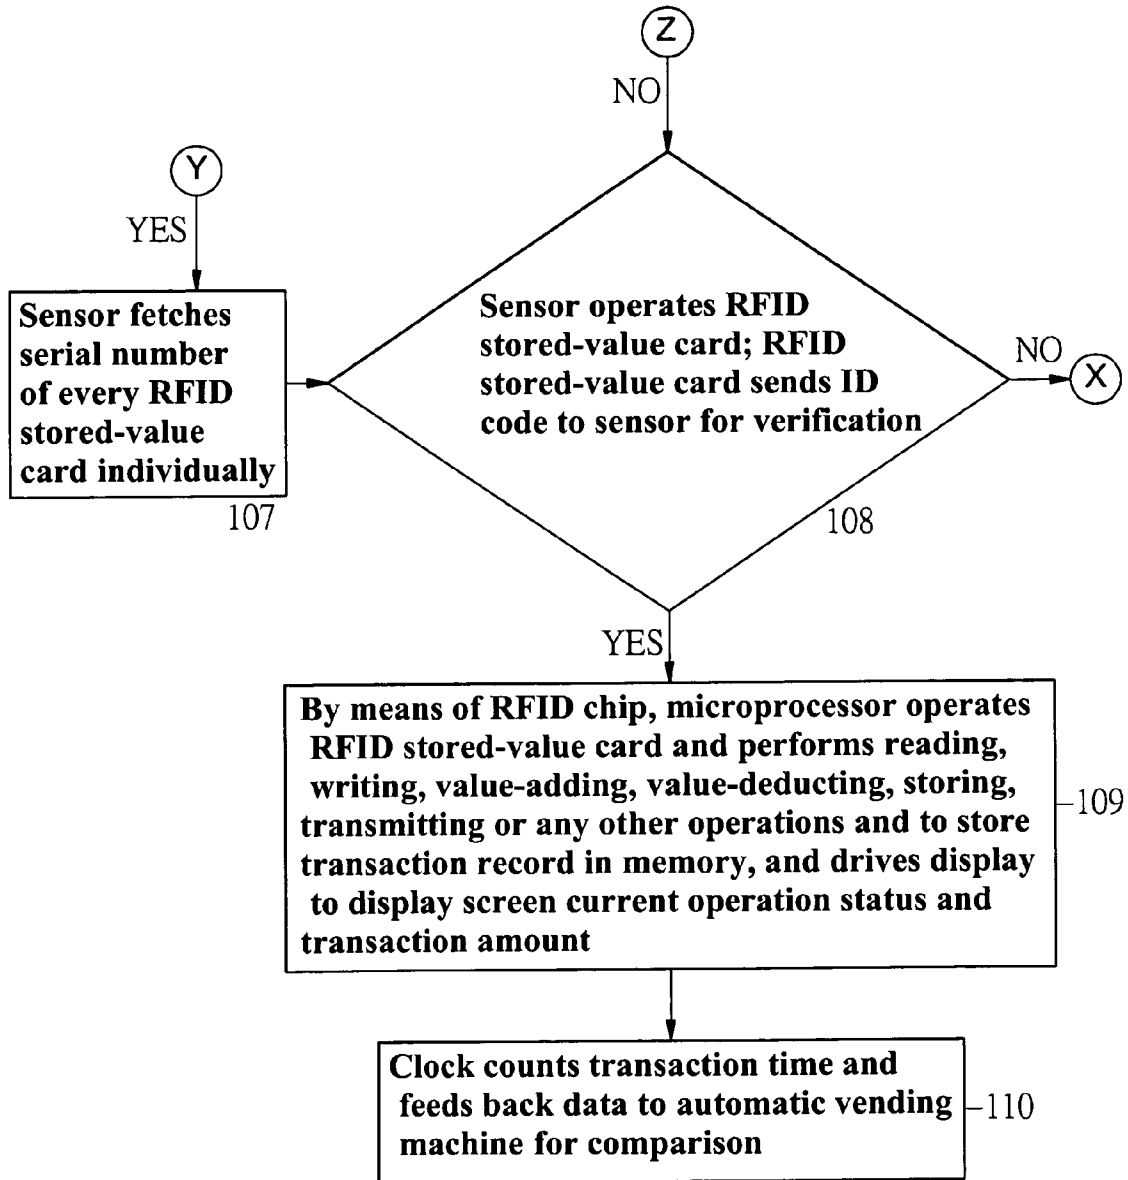 Z
NO
Y
YES
Sensor fetches
serial number
of every RFID
stored-value
card individually
107
Sensor operates RFID
stored-value card; RFID
stored-value card sends ID
code to sensor for verification
NO
X
108
YES
By means of RFID chip, microprocessor operates
RFID stored-value card and performs reading,
writing, value-adding, value-deducting, storing,
transmitting or any other operations and to store
transaction record in memory, and drives display
to display screen current operation status and
transaction amount
109
Clock counts transaction time and
feeds back data to automatic vending
machine for comparison
110